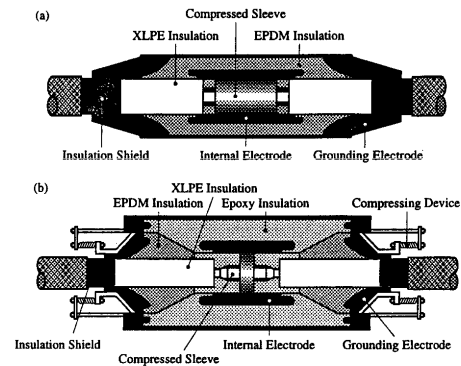 (a)
Compressed Sleeve
XLPE Insulation
EPDM Insulation
Insulation Shield
Internal Electrode
Grounding Electrode
(b)
XLPE Insulation
EPDM Insulation
Epoxy Insulation
Compressing Device
Insulation Shield
Compressed Sleeve
Internal Electrode
Grounding Electrode